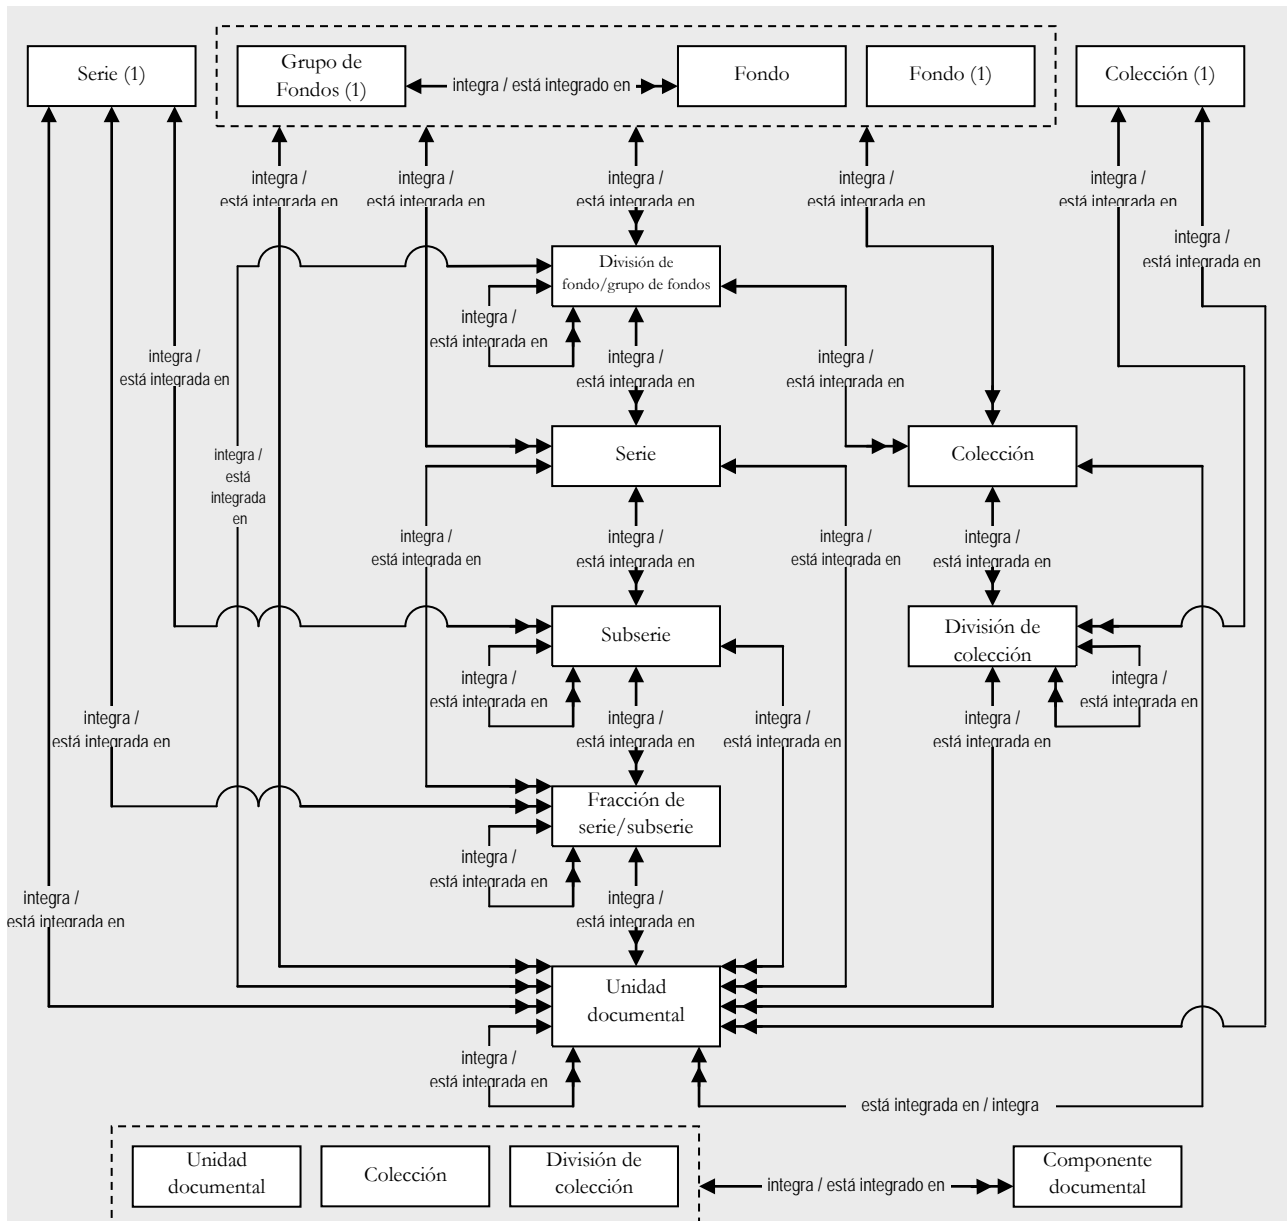 Serie (1)
Grupo de
Fondos (1)
integra / está integrado en
Fondo
Fondo (1)
Colección (1)
integra /
está integrada en
integra /
está integrada en
integra /
está integrada en
integra /
está integrada en
integra /
está integrada en
integra /
está integrada en
División de
fondo/grupo de fondos
integra /
está integrada en
integra /
está integrada en
integra /
está integrada en
integra /
está integrada en
integra /
está
integrada
en
Serie
Colección
integra /
está integrada en
integra /
está integrada en
integra /
está integrada en
integra /
está integrada en
Subserie
División de
colección
integra /
está integrada en
integra /
está integrada en
integra /
está integrada en
integra /
está integrada en
integra /
está integrada en
integra /
está integrada en
Fracción de
serie/subserie
integra /
está integrada en
integra /
está integrada en
integra /
está integrada en
Unidad
documental
integra /
está integrada en
está integrada en / integra
Unidad
documental
Colección
División de
colección
integra / está integrado en
Componente
documental